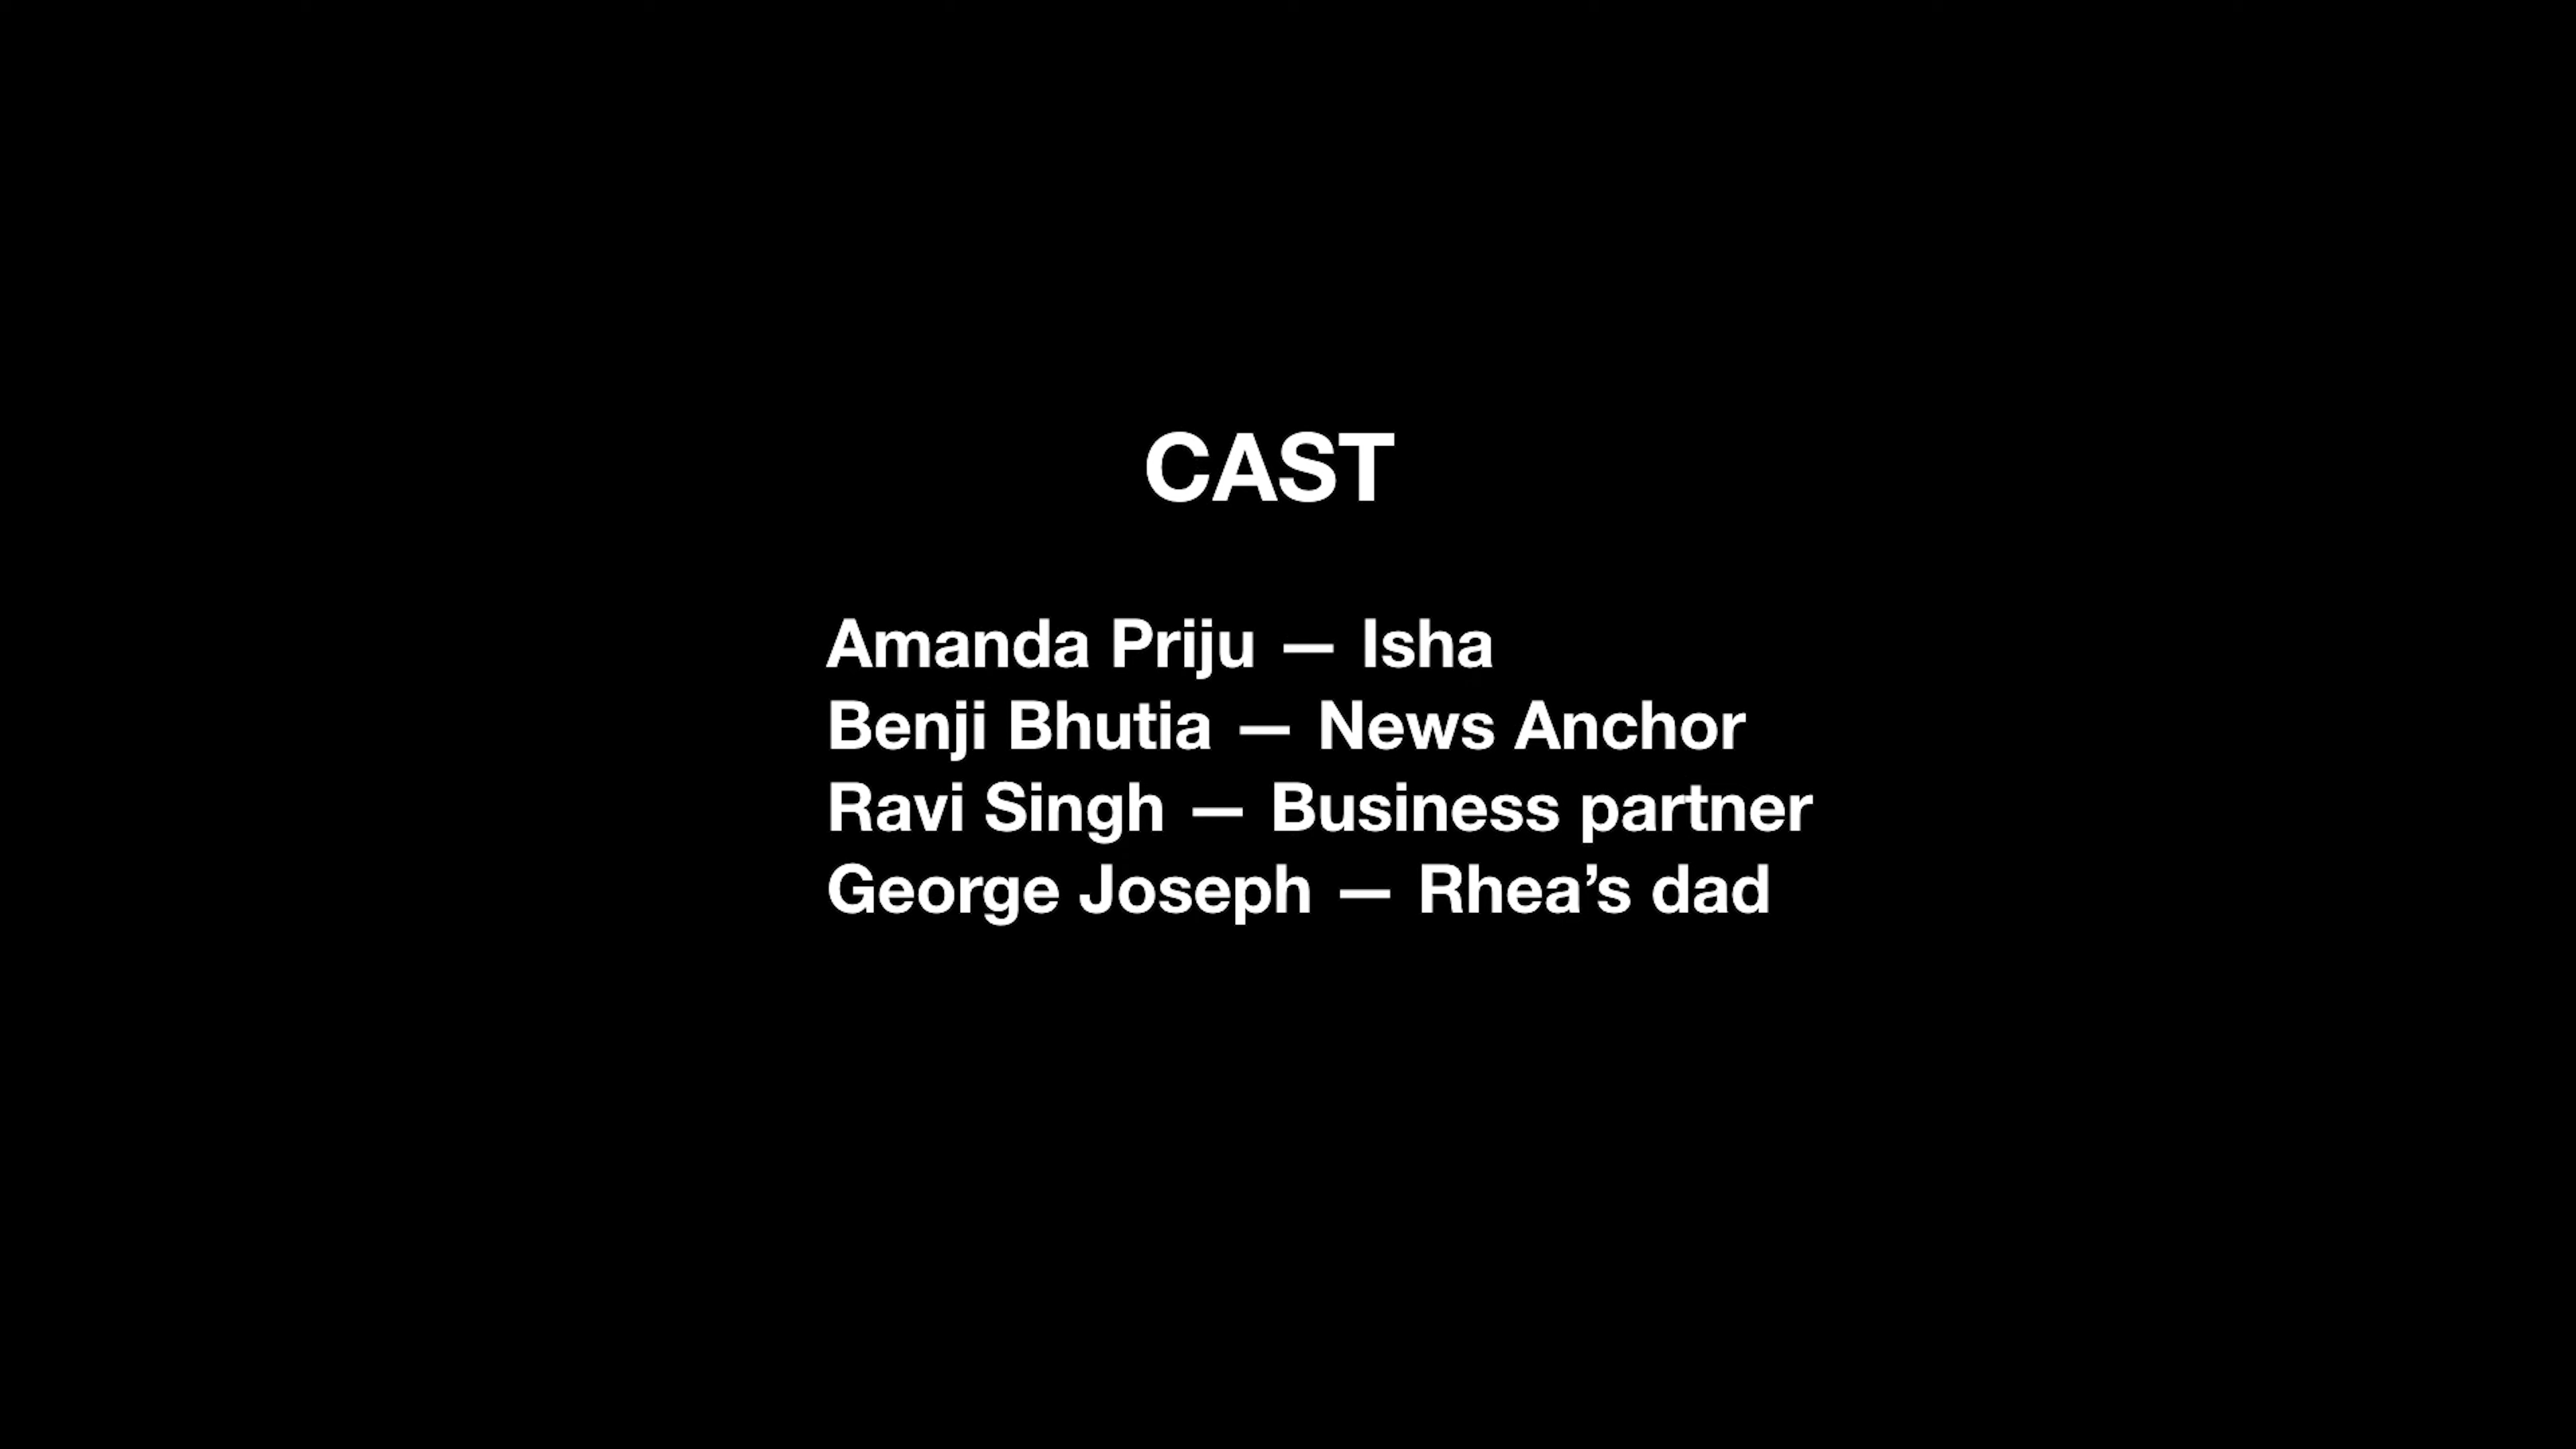 CAST
Amanda Priju — Isha
Benji Bhutia — News Anchor
Ravi Singh — Business partner
George Joseph — Rhea’s dad